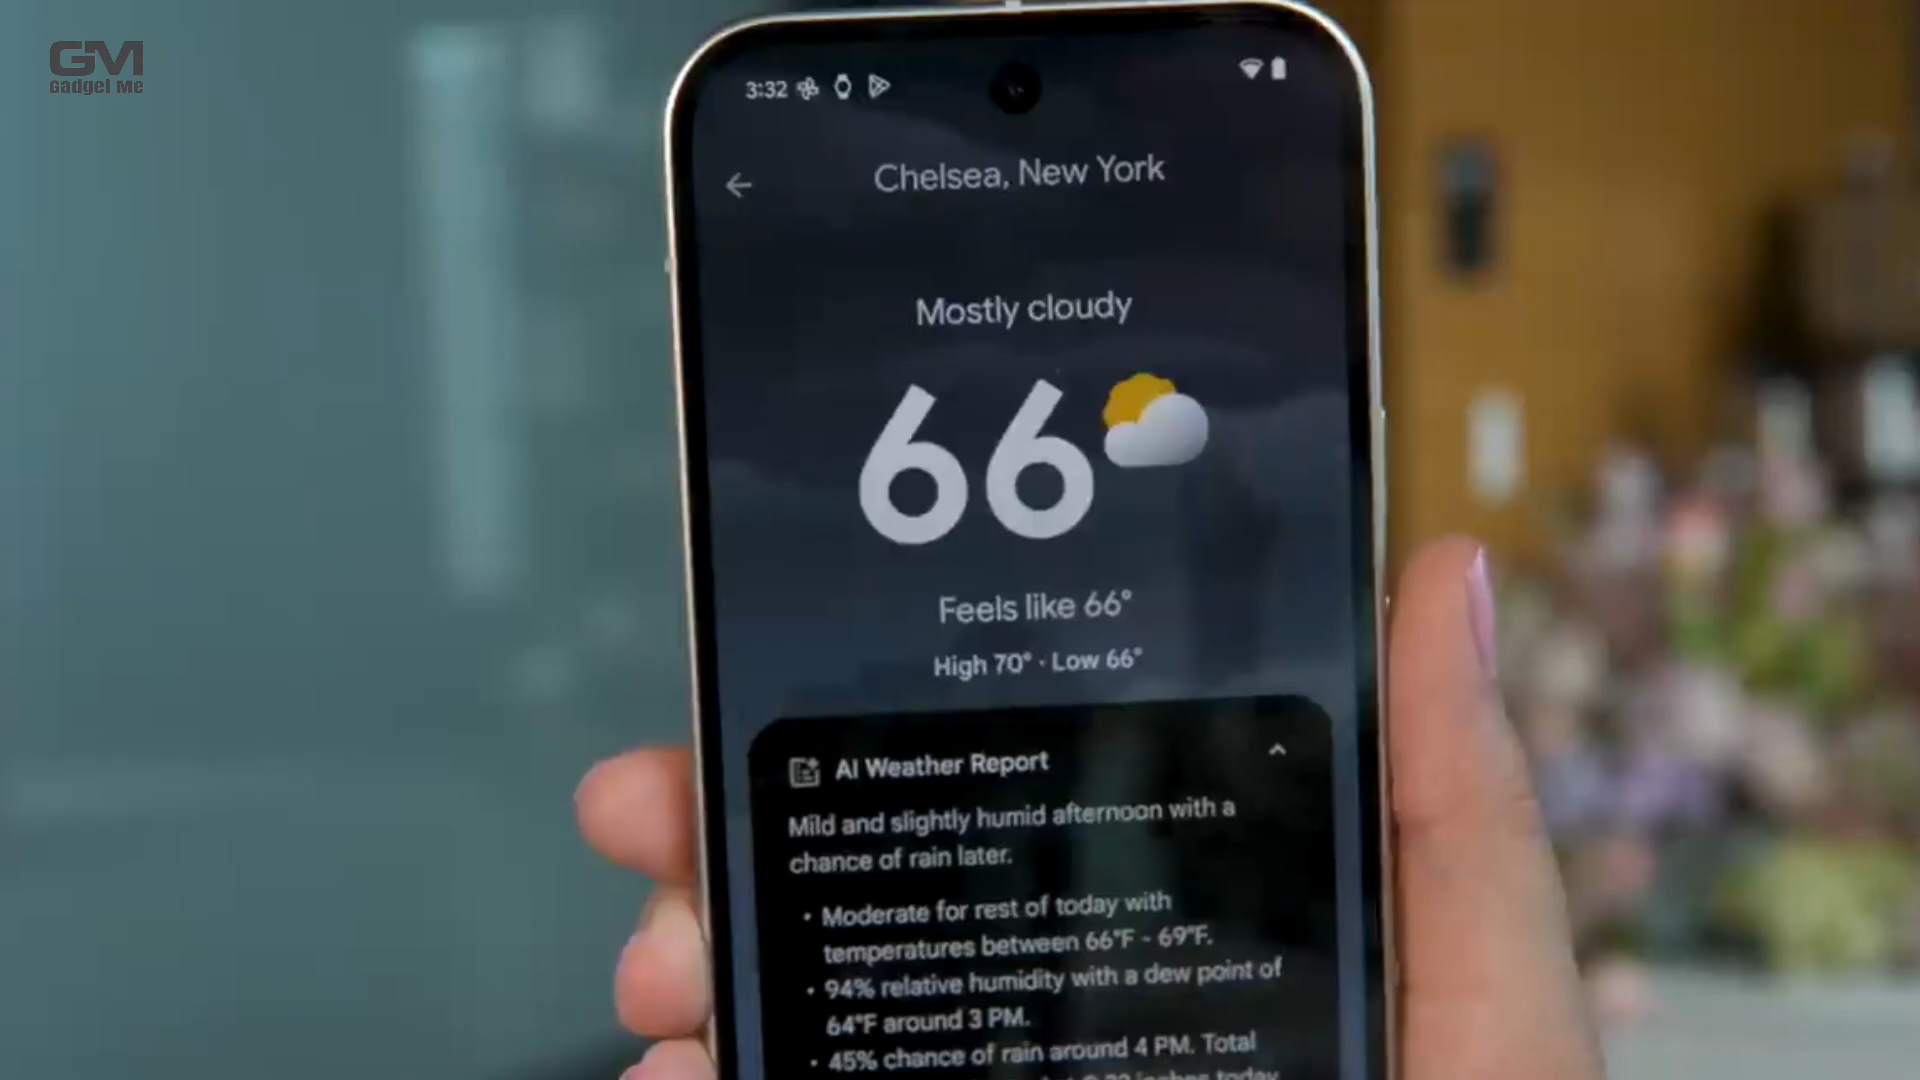 GM
Gadget Me
3:32
Chelsea, New York
Mostly cloudy
66
Feels like 66°
High 70° · Low 66°
AI Weather Report
Mild and slightly humid afternoon with a
chance of rain later.
• Moderate for rest of today with
temperatures between 66°F - 69°F.
• 94% relative humidity with a dew point of
64°F around 3 PM.
• 45% chance of rain around 4 PM. Total
inches today